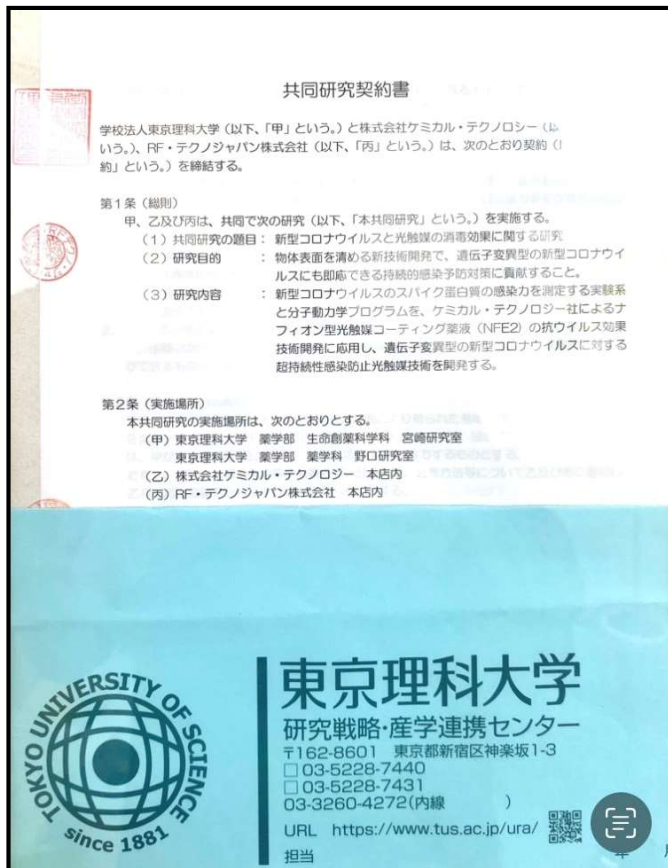 共同研究契約書
学校法人東京理科大学（以下、「甲」という。）と株式会社ケミカル・テクノロジー（以
いう。）、RF・テクノジャパン株式会社（以下、「丙」という。）は、次のとおり契約（
約」という。）を締結する。
第1条（総則）
甲、乙及び丙は、共同で次の研究（以下、「本共同研究」という。）を実施する。
（1）共同研究の題目： 新型コロナウイルスと光触媒の消毒効果に関する研究
（2）研究目的 ： 物体表面を清める新技術開発で、遺伝子変異型の新型コロナウイ
ルスにも即応できる持続的感染予防対策に貢献すること。
（3）研究内容 ： 新型コロナウイルスのスパイク蛋白質の感染力を測定する実験系
と分子動力学プログラムを、ケミカル・テクノロジー社によるナ
フィオン型光触媒コーティング薬液（NFE2）の抗ウイルス効果
技術開発に応用し、遺伝子変異型の新型コロナウイルスに対する
超持続性感染防止光触媒技術を開発する。
第2条（実施場所）
本共同研究の実施場所は、次のとおりとする。
（甲）東京理科大学 薬学部 生命創薬科学科 宮崎研究室
東京理科大学 薬学部 薬学科 野口研究室
（乙）株式会社ケミカル・テクノロジー 本店内
（丙）RF・テクノジャパン株式会社 本店内
TOKYO UNIVERSITY OF SCIENCE
since 1881
東京理科大学
研究戦略・産学連携センター
〒162-8601 東京都新宿区神楽坂1-3
□ 03-5228-7440
□ 03-5228-7431
03-3260-4272(内線 )
URL https://www.tus.ac.jp/ura/
担当